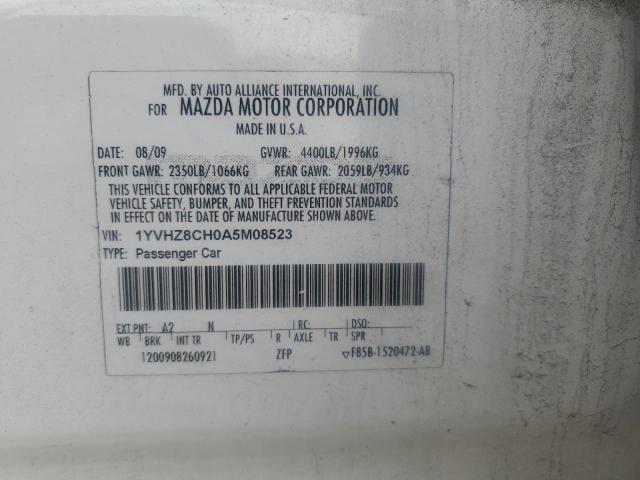 MFD. BY AUTO ALLIANCE INTERNATIONAL, INC.
FOR MAZDA MOTOR CORPORATION
MADE IN U.S.A.
DATE: 08/09 GVWR: 4400LB/1996KG
FRONT GAWR: 2350LB/1066KG REAR GAWR: 2059LB/934KG
THIS VEHICLE CONFORMS TO ALL APPLICABLE FEDERAL MOTOR
VEHICLE SAFETY, BUMPER, AND THEFT PREVENTION STANDARDS
IN EFFECT ON THE DATE OF MANUFACTURE SHOWN ABOVE.
VIN: 1YVHZ8CH0A5M08523
TYPE: Passenger Car
EXT PNT: A2 N RC: DSO:
WB BRK INT TR TP/PS R AXLE TR SPR
1200908260921 ZFP ▽F85B-1520472-AB